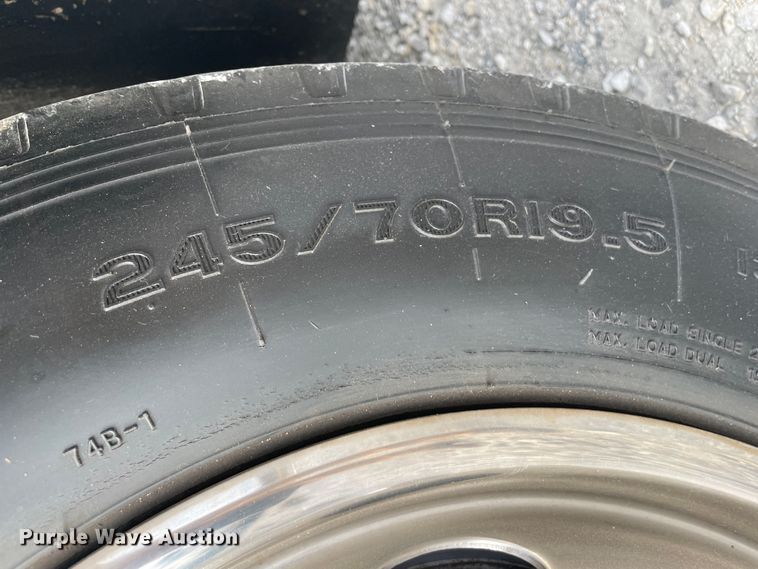 245/70R19.5
MAX. LOAD SINGLE
MAX. LOAD DUAL
74B-1
Purple Wave Auction